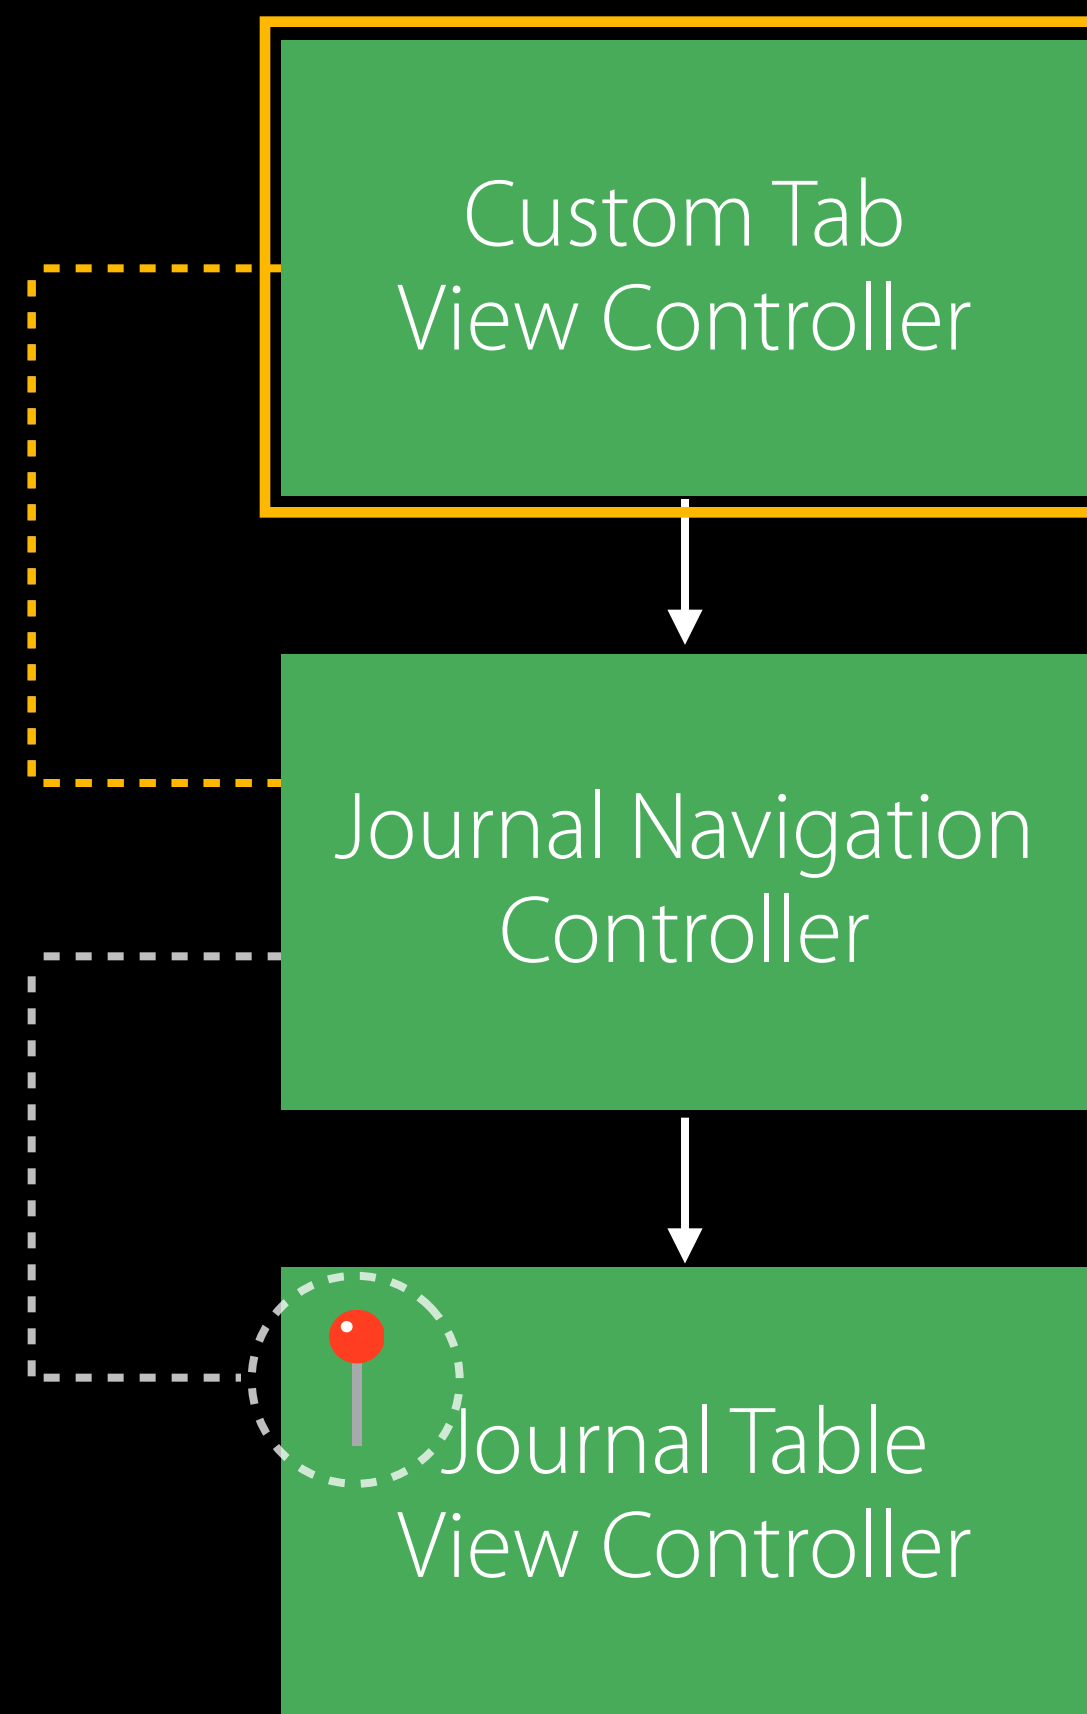 Custom Tab
View Controller
Journal Navigation
Controller
Journal Table
View Controller